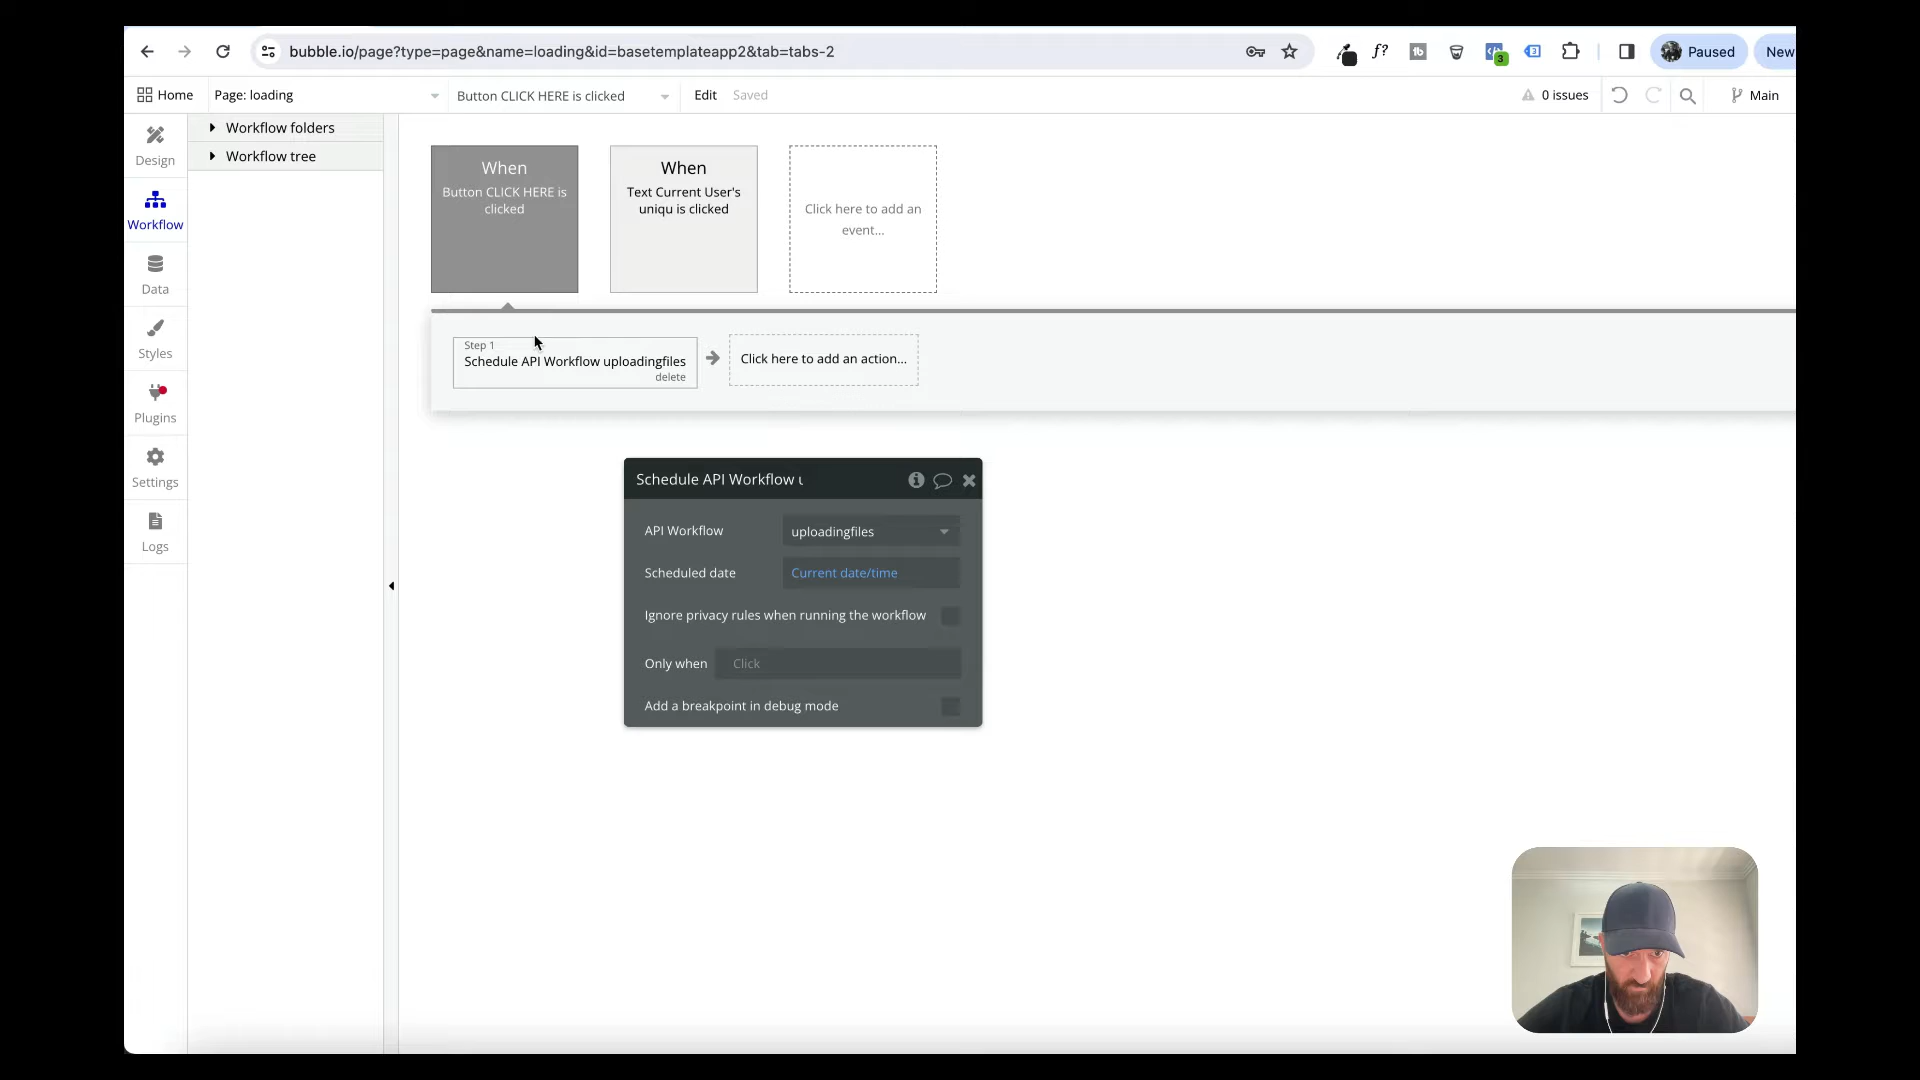 bubble.io/page?type=page&name=loading&id=basetemplateapp2&tab=tabs-2
f?
tb
3
3
Paused
New
Home
Page: loading
Button CLICK HERE is clicked
Edit
Saved
0 issues
Main
Design
Workflow
Data
Styles
Plugins
Settings
Logs
Workflow folders
Workflow tree
When
Button CLICK HERE is
clicked
When
Text Current User's
uniqu is clicked
Click here to add an
event...
Step 1
Schedule API Workflow uploadingfiles
delete
Click here to add an action...
Schedule API Workflow u
API Workflow
uploadingfiles
Scheduled date
Current date/time
Ignore privacy rules when running the workflow
Only when
Click
Add a breakpoint in debug mode